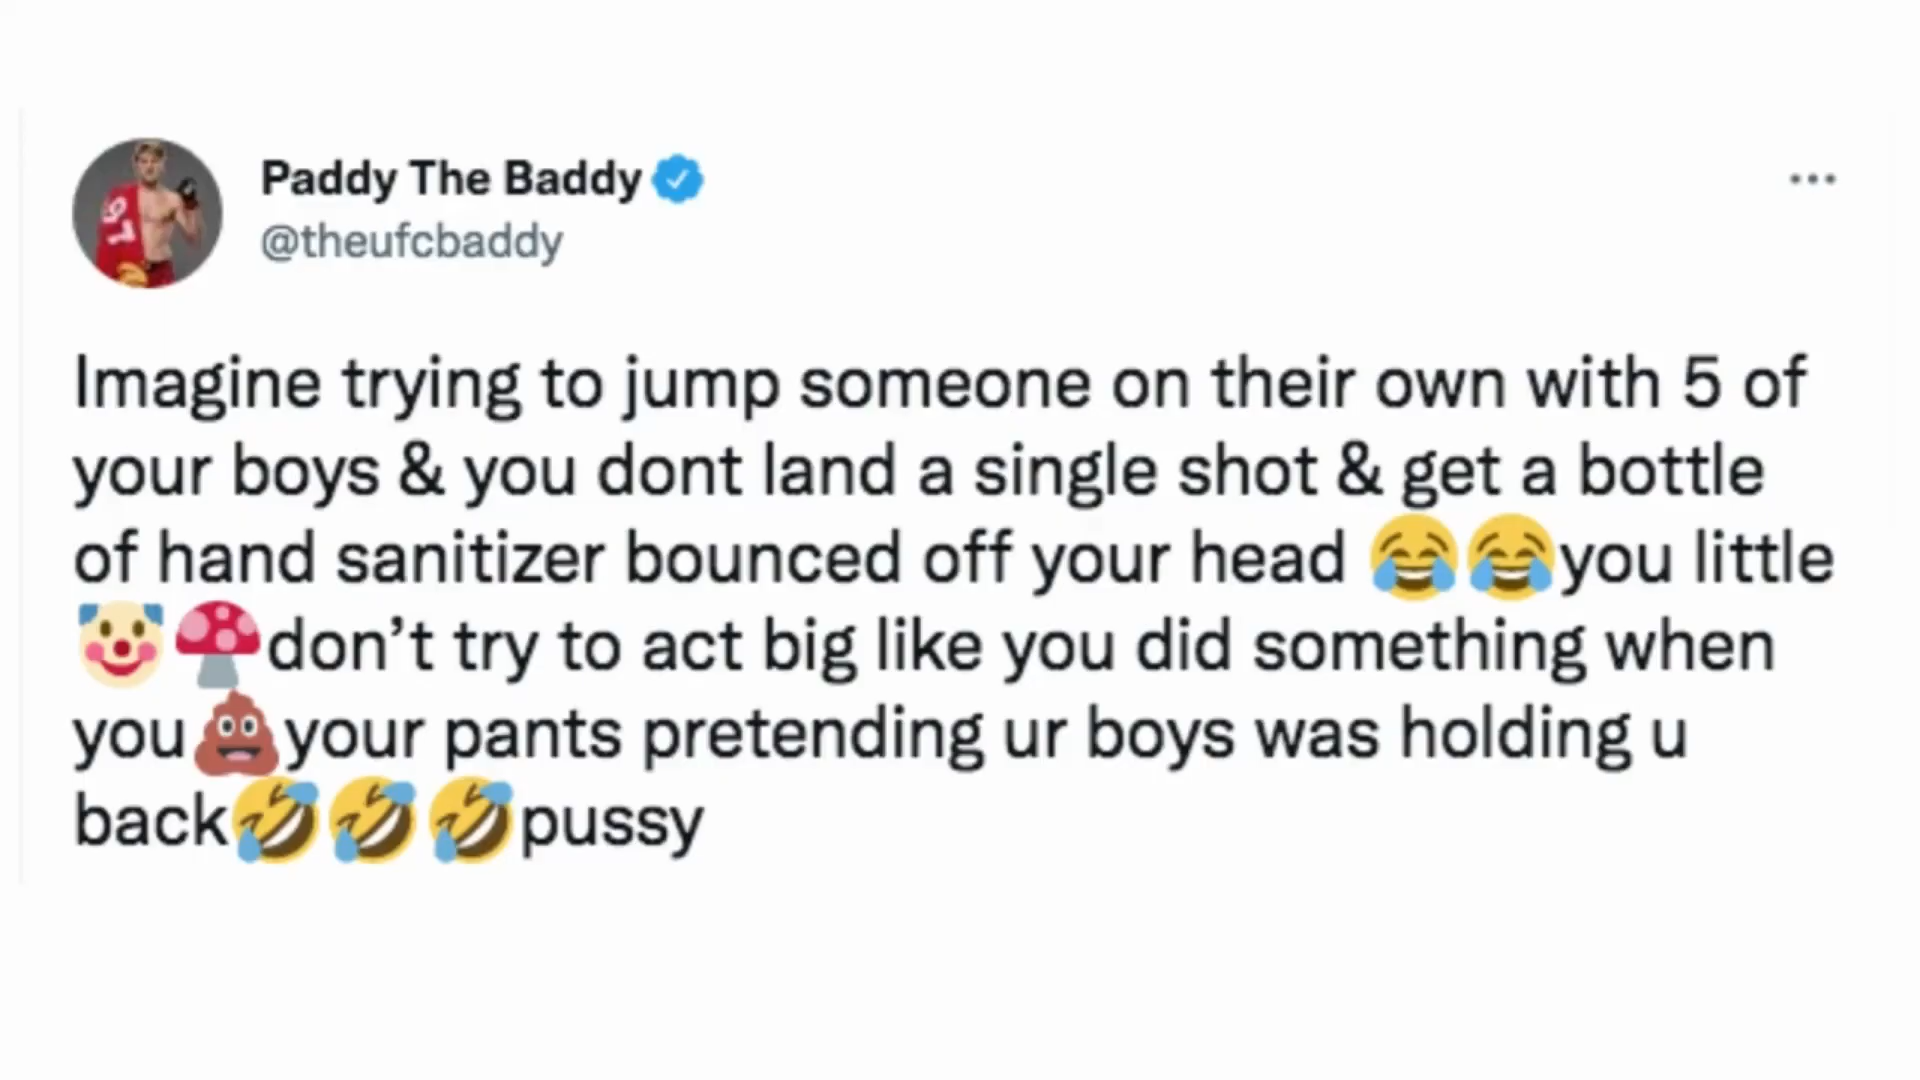 Paddy The Baddy
@theufcbaddy
Imagine trying to jump someone on their own with 5 of
your boys & you dont land a single shot & get a bottle
of hand sanitizer bounced off your head 😂😂you little
🤡🍄don’t try to act big like you did something when
you💩your pants pretending ur boys was holding u
back🤣🤣🤣pussy
97